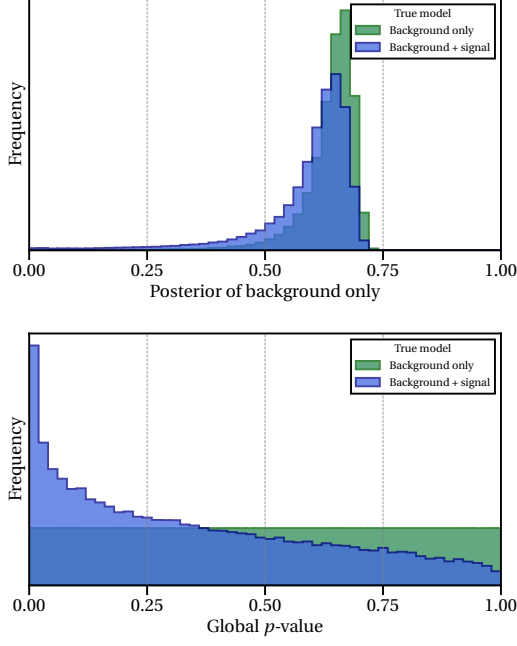 True model
Background only
Background + signal
Frequency
0.00 0.25 0.50 0.75 1.00
Posterior of background only
True model
Background only
Background + signal
Frequency
0.00 0.25 0.50 0.75 1.00
Global p-value